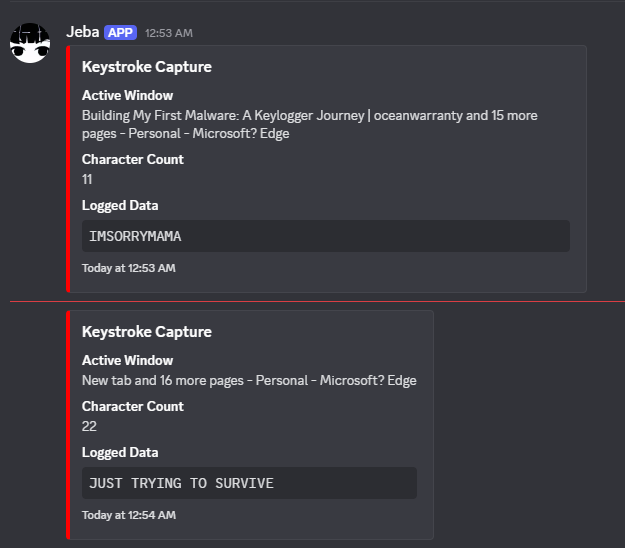 Jeba APP 12:53 AM
Keystroke Capture
Active Window
Building My First Malware: A Keylogger Journey | oceanwarranty and 15 more
pages - Personal - Microsoft? Edge
Character Count
11
Logged Data
IMSORRYMAMA
Today at 12:53 AM
Keystroke Capture
Active Window
New tab and 16 more pages - Personal - Microsoft? Edge
Character Count
22
Logged Data
JUST TRYING TO SURVIVE
Today at 12:54 AM